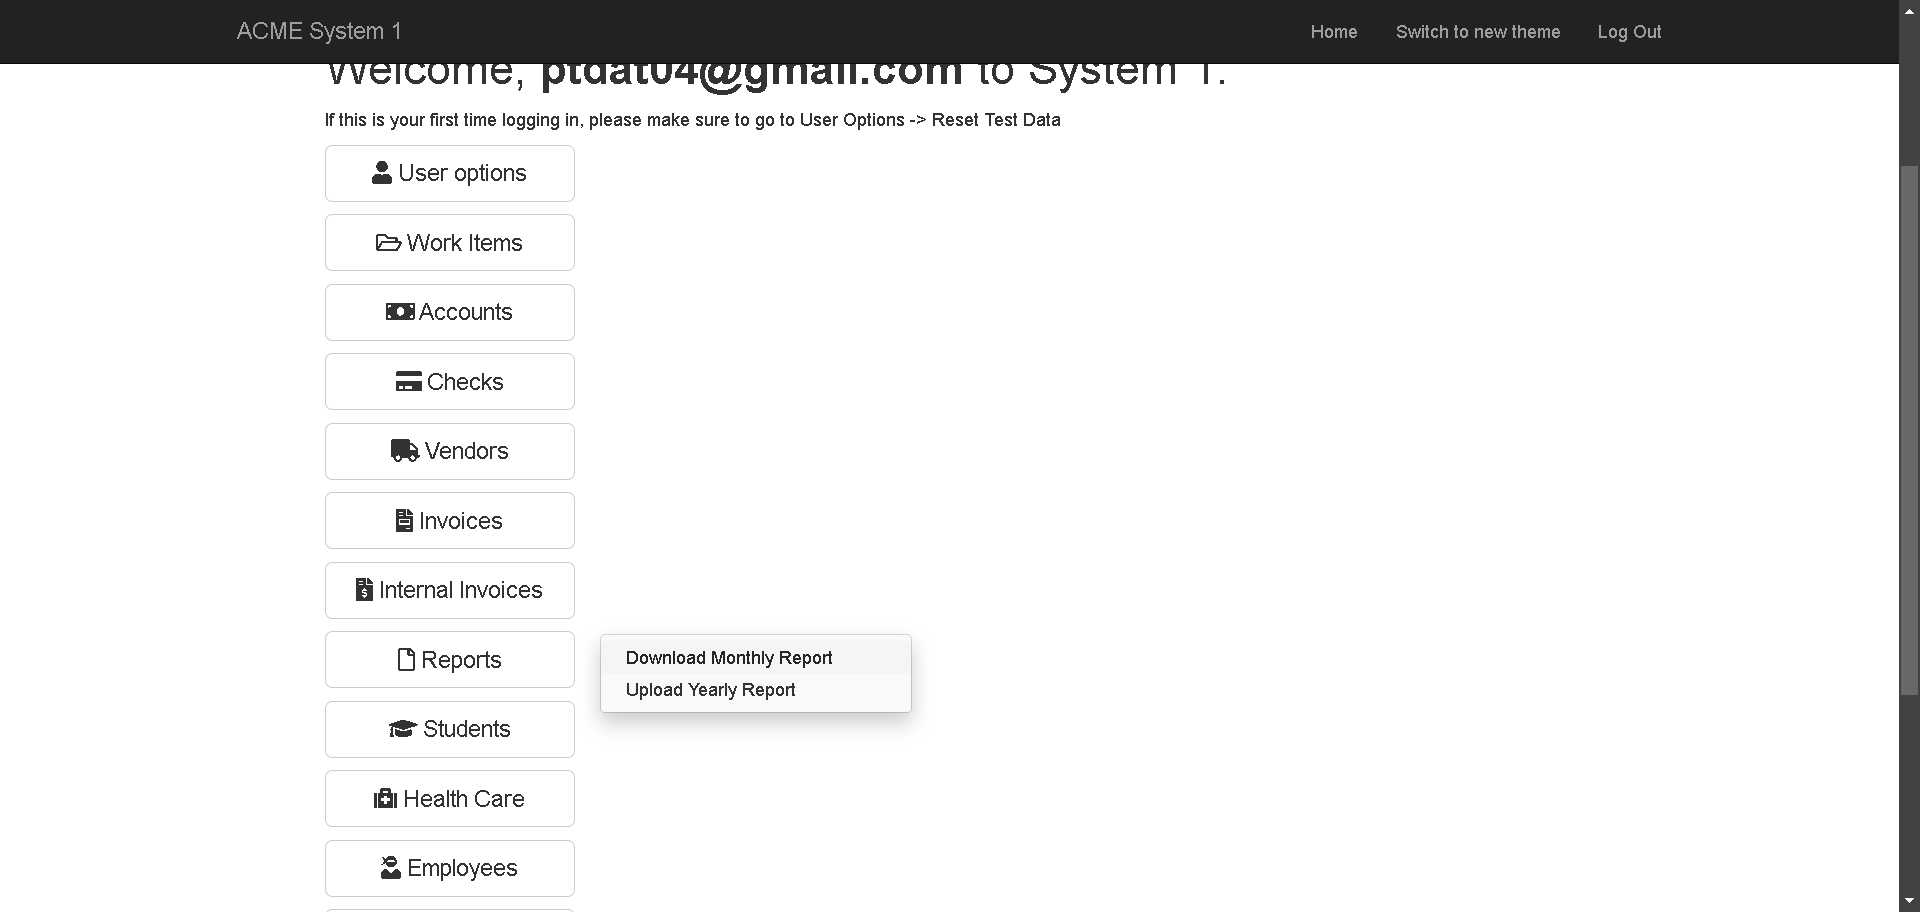 ACME System 1
Home
Switch to new theme
Log Out
Welcome, ptdat04@gmail.com to System 1.
If this is your first time logging in, please make sure to go to User Options -> Reset Test Data
User options
Work Items
Accounts
Checks
Vendors
Invoices
Internal Invoices
Reports
Download Monthly Report
Upload Yearly Report
Students
Health Care
Employees